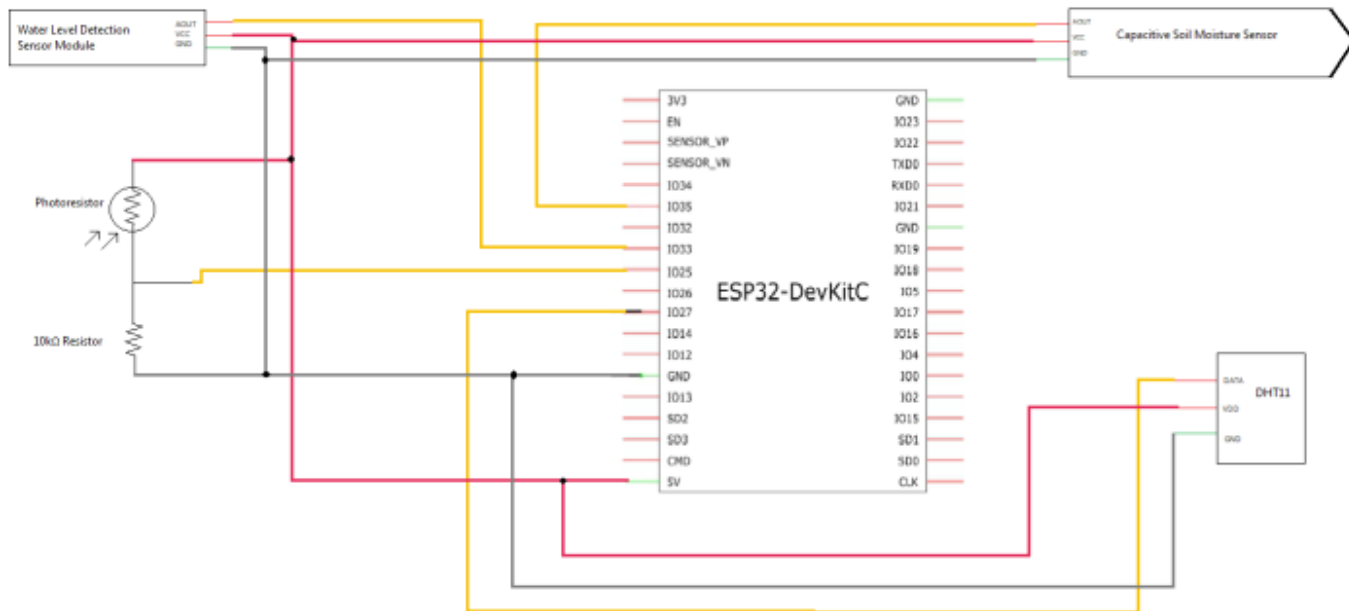 Water Level Detection
Sensor Module
AOUT
VCC
GND
AOUT
VCC
GND
Capacitive Soil Moisture Sensor
Photoresistor
10kΩ Resistor
3V3
EN
SENSOR_VP
SENSOR_VN
IO34
IO35
IO32
IO33
IO25
IO26
IO27
IO14
IO12
GND
IO13
SD2
SD3
CMD
5V
ESP32-DevKitC
GND
IO23
IO22
TXD0
RXD0
IO21
GND
IO19
IO18
IO5
IO17
IO16
IO4
IO0
IO2
IO15
SD1
SD0
CLK
DATA
VDD
GND
DHT11